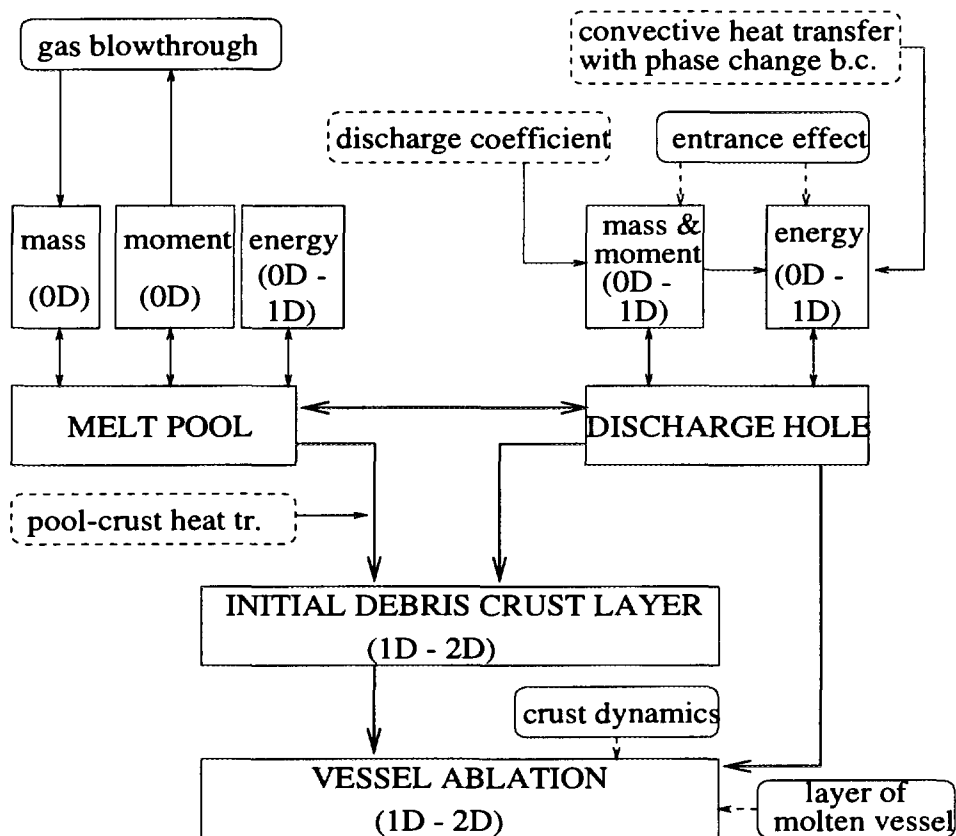 gas blowthrough
convective heat transfer
with phase change b.c.
discharge coefficient
entrance effect
mass
(0D)
moment
(0D)
energy
(0D -
1D)
mass &
moment
(0D -
1D)
energy
(0D -
1D)
MELT POOL
DISCHARGE HOLE
pool-crust heat tr.
INITIAL DEBRIS CRUST LAYER
(1D - 2D)
crust dynamics
VESSEL ABLATION
(1D - 2D)
layer of
molten vessel